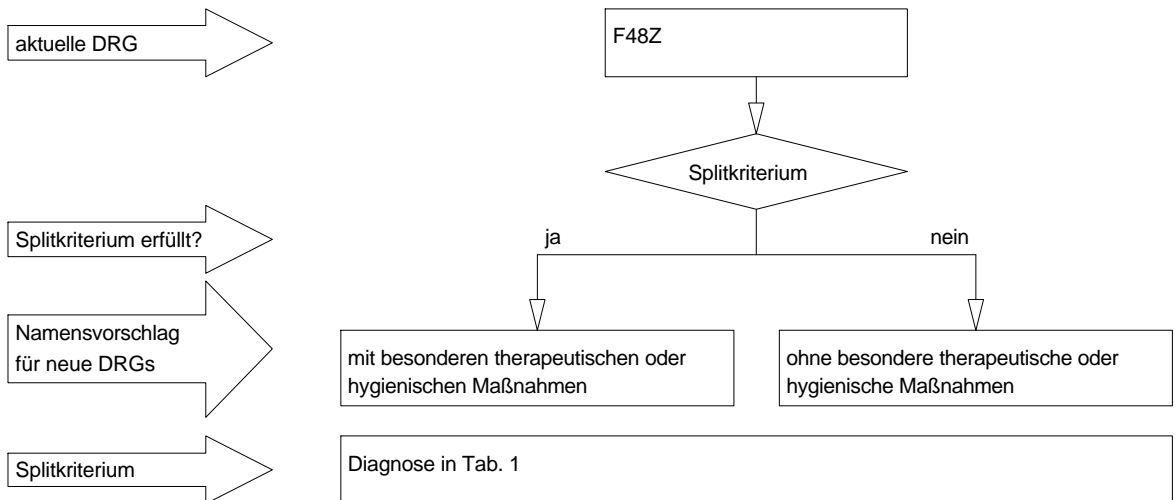 aktuelle DRG
F48Z
Splitkriterium
Splitkriterium erfüllt?
ja
nein
Namensvorschlag
für neue DRGs
mit besonderen therapeutischen oder
hygienischen Maßnahmen
ohne besondere therapeutische oder
hygienische Maßnahmen
Splitkriterium
Diagnose in Tab. 1